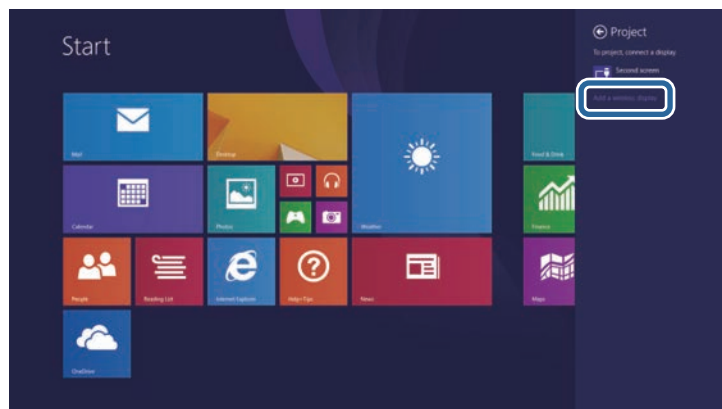 Start
Project
To project, connect a display.
Second screen
Add a wireless display
Mail
Desktop
Weather
Food & Drink
Calendar
Photos
Finance
People
Reading List
Internet Explorer
Help+Tips
News
Maps
OneDrive